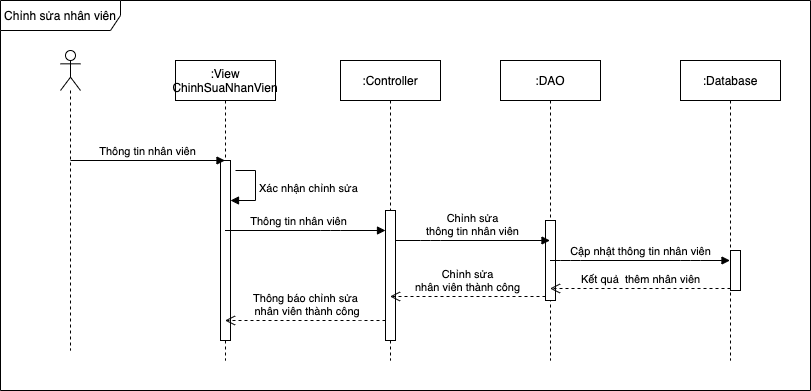 Chỉnh sửa nhân viên
:View
ChinhSuaNhanVien
:Controller
:DAO
:Database
Thông tin nhân viên
Xác nhận chỉnh sửa
Thông tin nhân viên
Chỉnh sửa
thông tin nhân viên
Cập nhật thông tin nhân viên
Kết quả thêm nhân viên
Chỉnh sửa
nhân viên thành công
Thông báo chỉnh sửa
nhân viên thành công